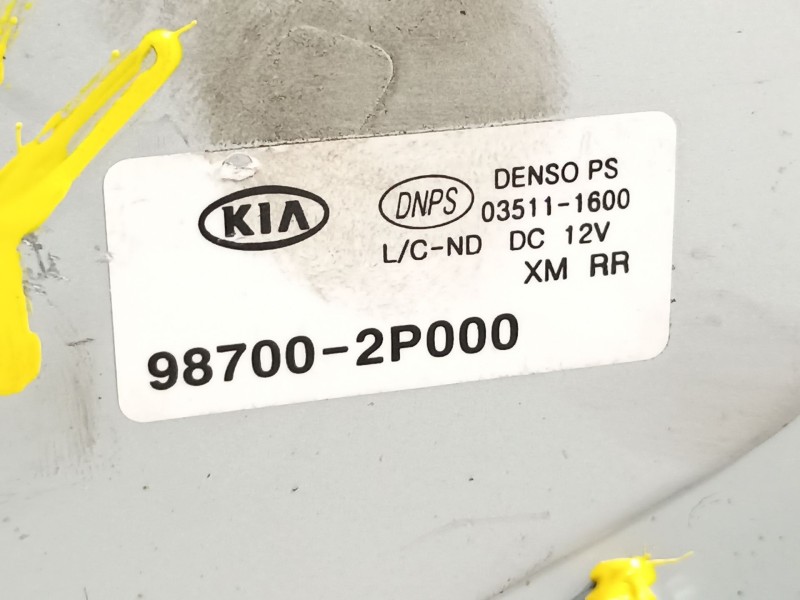 KIA
DNPS
DENSO PS
03511-1600
L/C-ND DC 12V
XM RR
98700-2P000